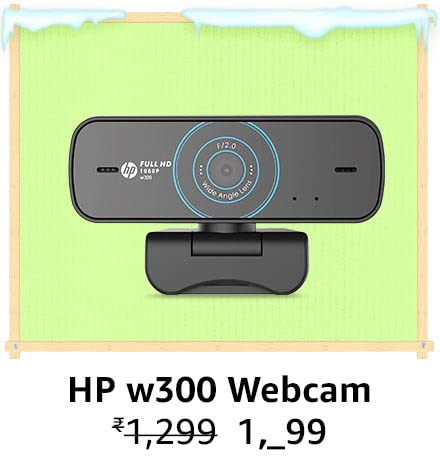 F/2.0
hp
FULL HD
1080P
w300
Wide Angle Lens
HP w300 Webcam
₹1,299 1,_99